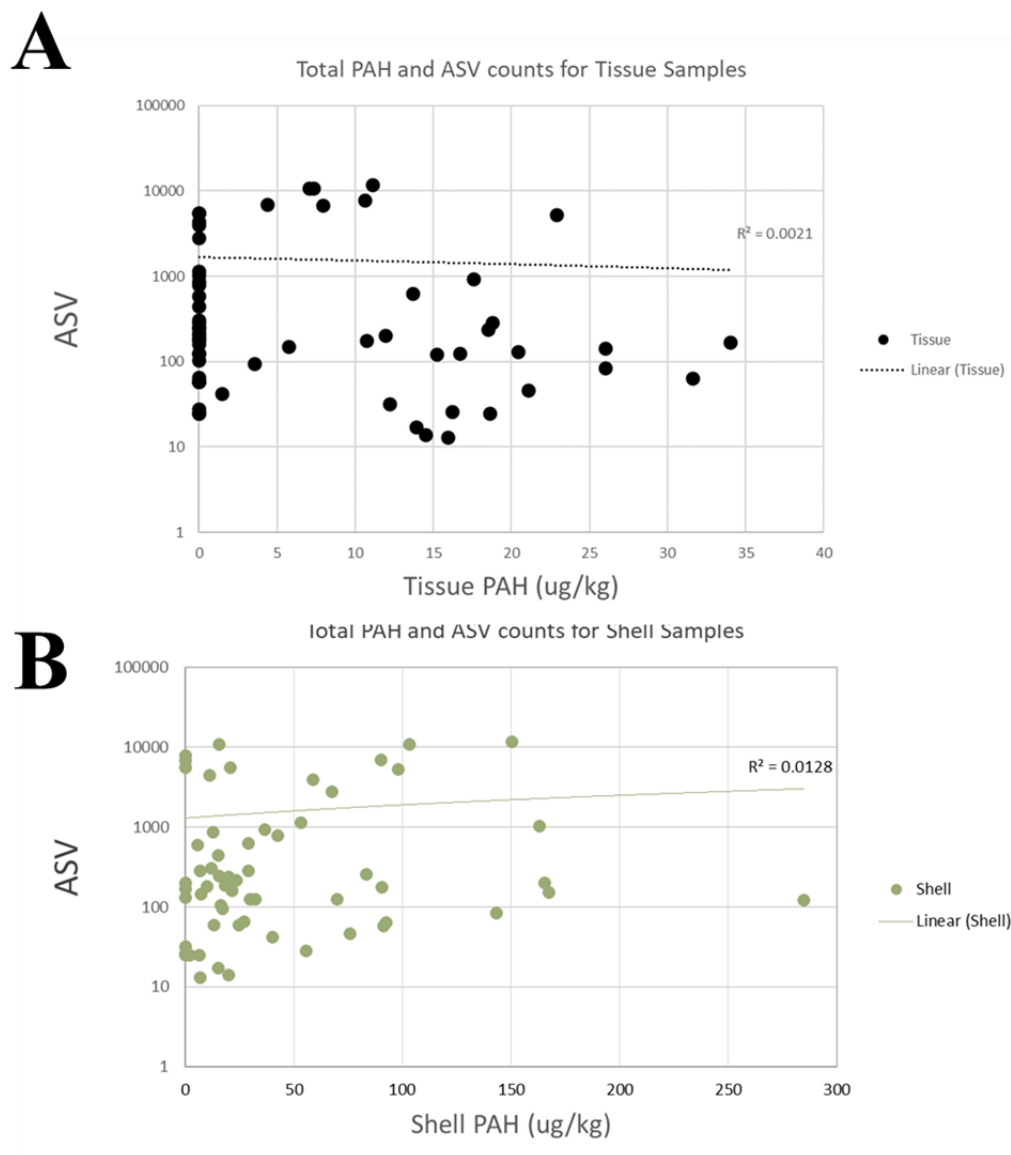 A
Total PAH and ASV counts for Tissue Samples
100000
10000
1000
100
10
1
ASV
R² = 0.0021
Tissue
Linear (Tissue)
0 5 10 15 20 25 30 35 40
Tissue PAH (ug/kg)
B
Total PAH and ASV counts for Shell Samples
100000
10000
1000
100
10
1
ASV
R² = 0.0128
Shell
Linear (Shell)
0 50 100 150 200 250 300
Shell PAH (ug/kg)